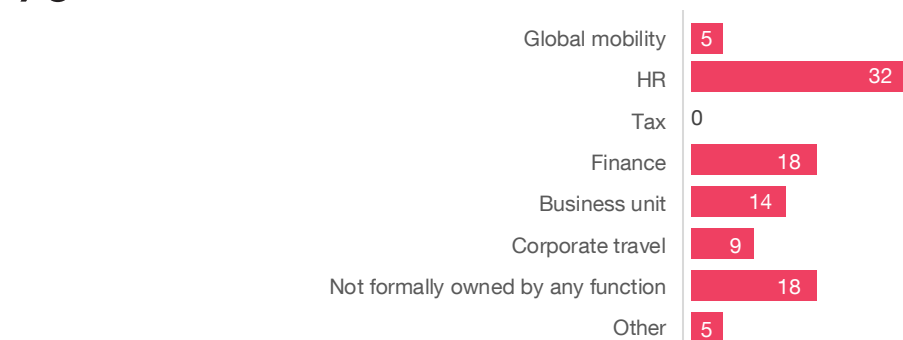 Global mobility 5
HR 32
Tax 0
Finance 18
Business unit 14
Corporate travel 9
Not formally owned by any function 18
Other 5